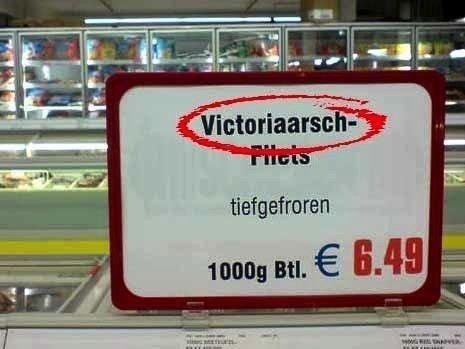 Victoriaarsch-
Filets
tiefgefroren
1000g Btl. € 6.49